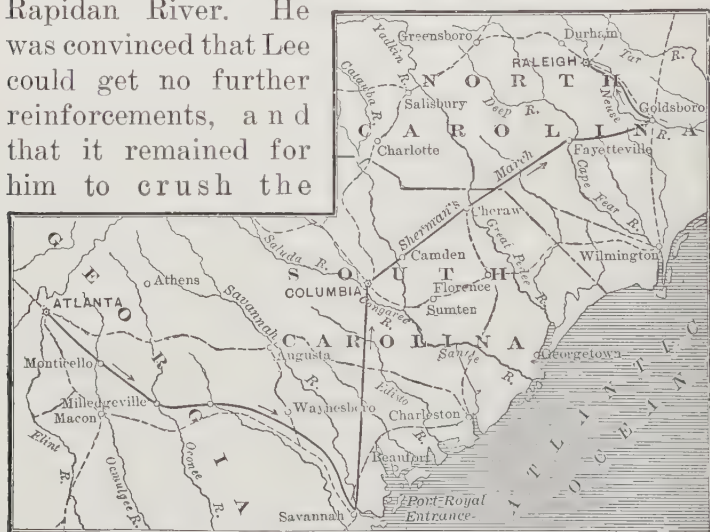 Rapidan River. He
was convinced that Lee
could get no further
reinforcements, and
that it remained for
him to crush the
Greensboro
Durham
Yadkin R.
RALEIGH
Tar R.
NORTH
Catawba R.
Salisbury
Deep R.
Neuse R.
Goldsboro
CAROLINA
Charlotte
Fayetteville
Sherman's March
Cape Fear R.
Cheraw
Great Pedee R.
Wilmington
Saluda R.
Camden
SOUTH
Florence
COLUMBIA
Sumten
Congaree R.
CAROLINA
Santee R.
Georgetown
GEORGIA
Athens
ATLANTA
Savannah R.
Augusta
Monticello
Edisto R.
Milledgeville
Waynesboro
Charleston
Macon
Flint R.
Ocmulgee R.
Oconee R.
Beaufort
Port Royal
Entrance
Savannah
ATLANTIC
OCEAN